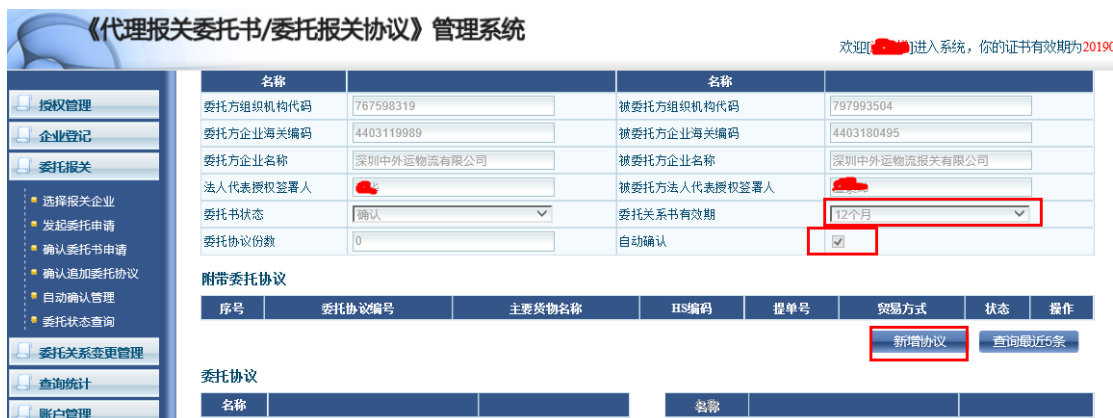 《代理报关委托书/委托报关协议》管理系统
欢迎[ ]进入系统，你的证书有效期为20190
授权管理
企业登记
委托报关
选择报关企业
发起委托申请
确认委托书申请
确认追加委托协议
自动确认管理
委托状态查询
委托关系变更管理
查询统计
账户管理
名称 名称
委托方组织机构代码 767598319 被委托方组织机构代码 797993504
委托方企业海关编码 4403119989 被委托方企业海关编码 4403180495
委托方企业名称 深圳中外运物流有限公司 被委托方企业名称 深圳中外运物流报关有限公司
法人代表授权签署人 被委托方法人代表授权签署人
委托书状态 确认 委托关系书有效期 12个月
委托协议份数 0 自动确认
附带委托协议
序号 委托协议编号 主要货物名称 HS编码 提单号 贸易方式 状态 操作
新增协议 查询最近5条
委托协议
名称 名称